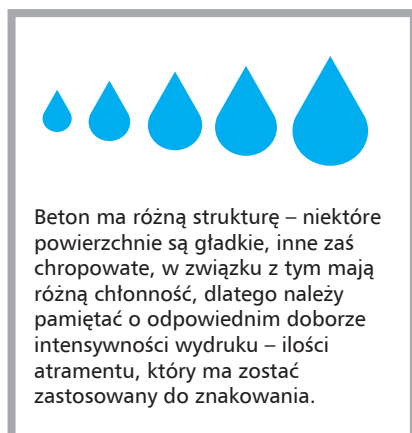 Beton ma różną strukturę – niektóre
powierzchnie są gładkie, inne zaś
chropowate, w związku z tym mają
różną chłonność, dlatego należy
pamiętać o odpowiednim doborze
intensywności wydruku – ilości
atramentu, który ma zostać
zastosowany do znakowania.